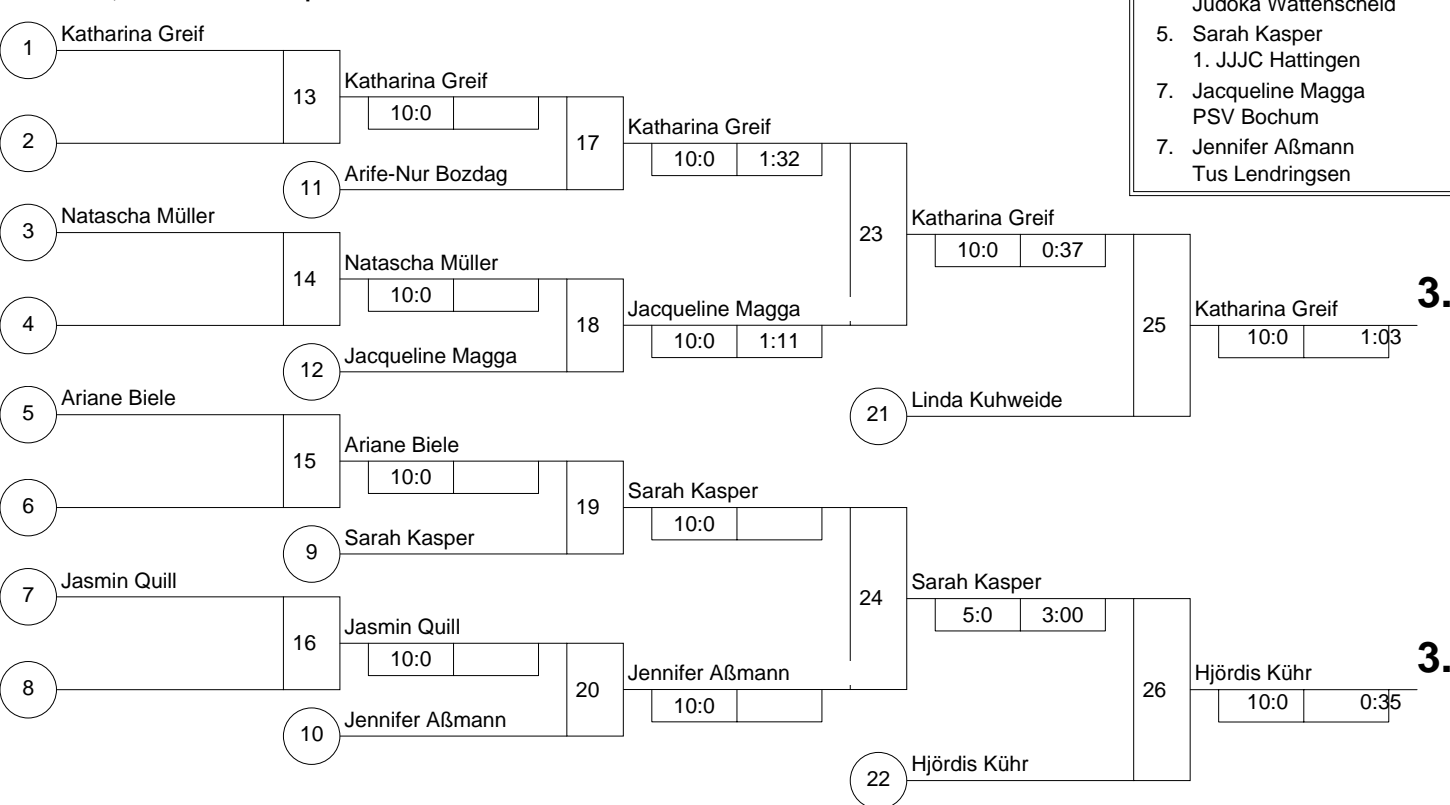 Judoka Wattenscheid
5. Sarah Kasper
1. JJJC Hattingen
7. Jacqueline Magga
PSV Bochum
7. Jennifer Aßmann
Tus Lendringsen
1 Katharina Greif
13 Katharina Greif
10:0
2
17 Katharina Greif
10:0 1:32
11 Arife-Nur Bozdag
3 Natascha Müller
23 Katharina Greif
10:0 0:37
14 Natascha Müller
10:0
4
18 Jacqueline Magga
10:0 1:11
12 Jacqueline Magga
25 Katharina Greif 3.
10:0 1:03
21 Linda Kuhweide
5 Ariane Biele
15 Ariane Biele
10:0
6
19 Sarah Kasper
10:0
9 Sarah Kasper
7 Jasmin Quill
24 Sarah Kasper
5:0 3:00
16 Jasmin Quill
10:0
8
20 Jennifer Aßmann
10:0
10 Jennifer Aßmann
26 Hjördis Kühr 3.
10:0 0:35
22 Hjördis Kühr